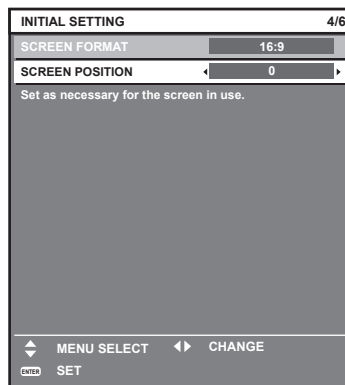 INITIAL SETTING 4/6
SCREEN FORMAT 16:9
SCREEN POSITION 0
Set as necessary for the screen in use.
MENU SELECT CHANGE
ENTER SET